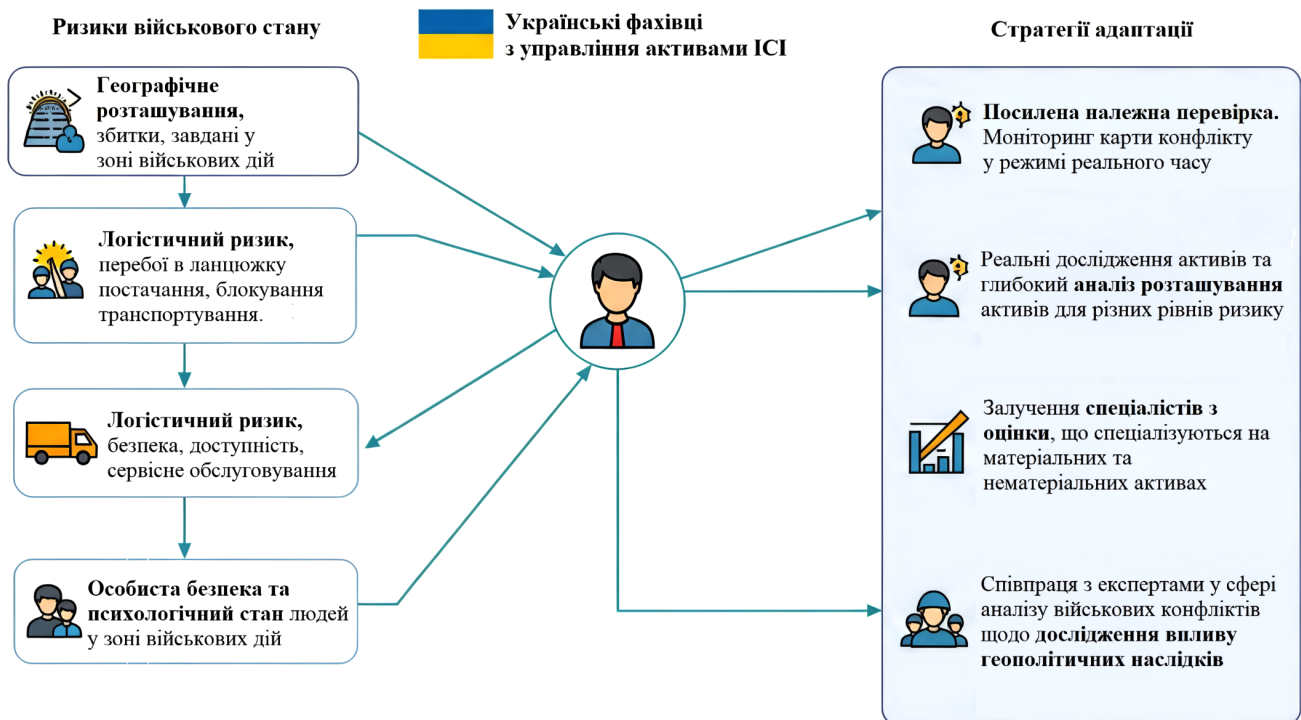 Ризики військового стану
Українські фахівці
з управління активами ІСІ
Стратегії адаптації
Географічне
розташування,
збитки, завдані у
зоні військових дій
Логістичний ризик,
перебої в ланцюжку
постачання, блокування
транспортування.
Логістичний ризик,
безпека, доступність,
сервісне обслуговування
Особиста безпека та
психологічний стан людей
у зоні військових дій
Посилена належна перевірка.
Моніторинг карти конфлікту
у режимі реального часу
Реальні дослідження активів та
глибокий аналіз розташування
активів для різних рівнів ризику
Залучення спеціалістів з
оцінки, що спеціалізуються на
матеріальних та
нематеріальних активах
Співпраця з експертами у сфері
аналізу військових конфліктів
щодо дослідження впливу
геополітичних наслідків